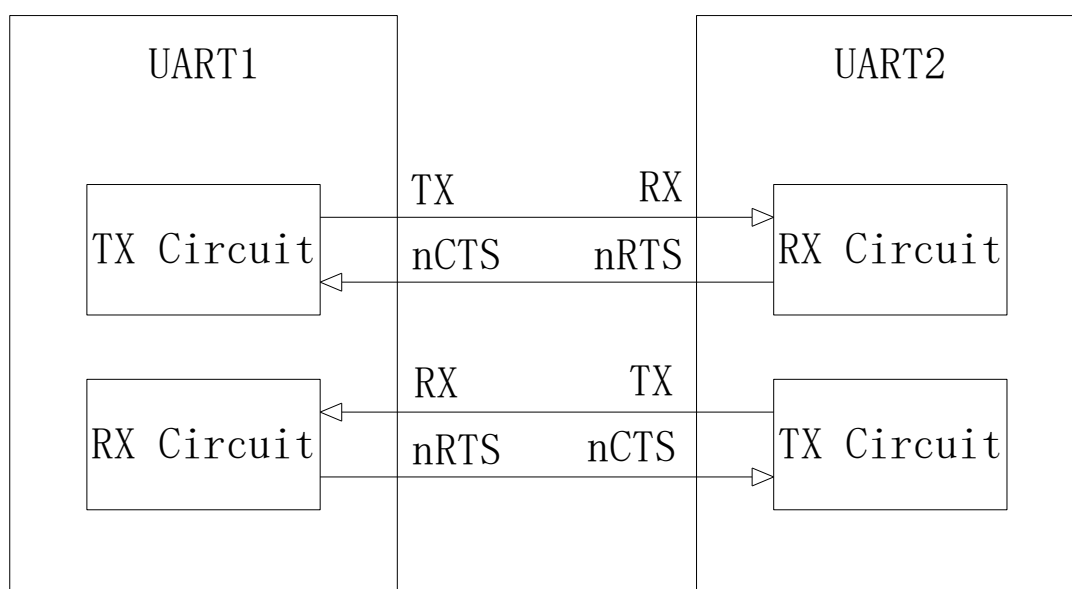 UART1
UART2
TX
RX
TX Circuit
nCTS
nRTS
RX Circuit
RX
TX
RX Circuit
nRTS
nCTS
TX Circuit